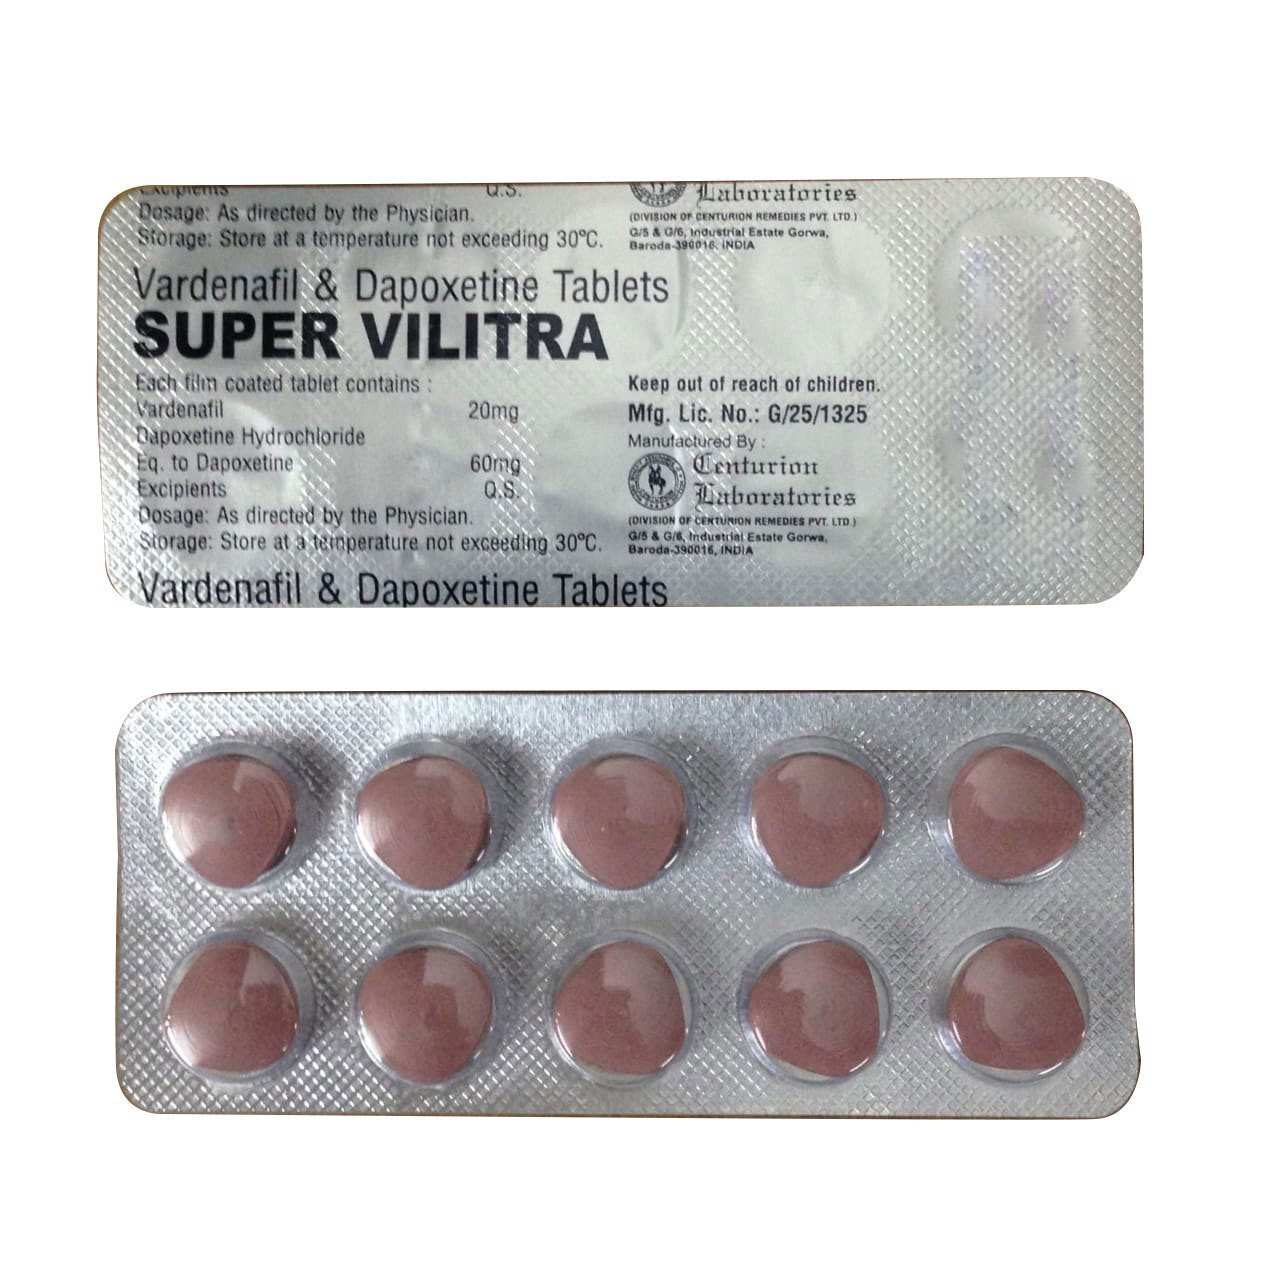 Excipients Q.S.
Dosage: As directed by the Physician.
Storage: Store at a temperature not exceeding 30ºC.
Laboratories
(DIVISION OF CENTURION REMEDIES PVT. LTD.)
G/5 & G/6, Industrial Estate Gorwa,
Baroda-390016, INDIA
Vardenafil & Dapoxetine Tablets
SUPER VILITRA
Each film coated tablet contains :
Vardenafil 20mg
Dapoxetine Hydrochloride
Eq. to Dapoxetine 60mg
Excipients Q.S.
Dosage: As directed by the Physician.
Storage: Store at a temperature not exceeding 30ºC.
Keep out of reach of children.
Mfg. Lic. No.: G/25/1325
Manufactured By :
Centurion
Laboratories
(DIVISION OF CENTURION REMEDIES PVT. LTD.)
G/5 & G/6, Industrial Estate Gorwa,
Baroda-390016, INDIA
Vardenafil & Dapoxetine Tablets